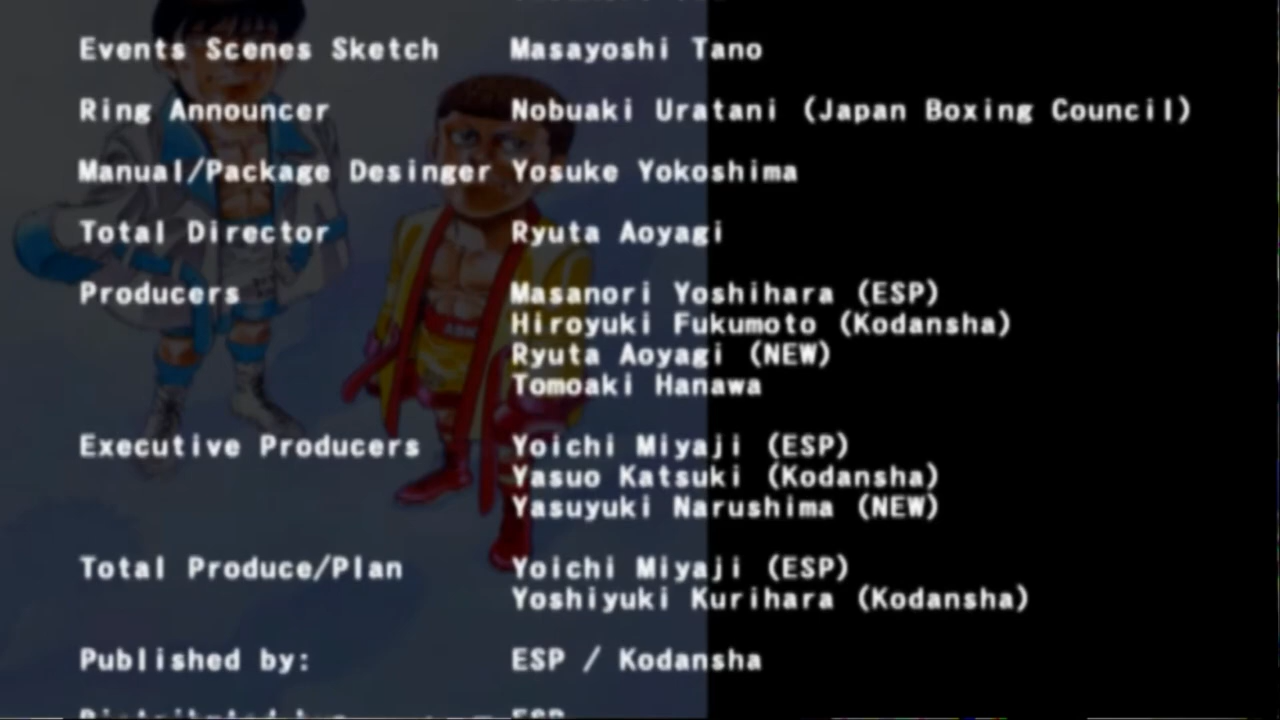 Events Scenes Sketch Masayoshi Tano
Ring Announcer Nobuaki Uratani (Japan Boxing Council)
Manual/Package Desinger Yosuke Yokoshima
Total Director Ryuta Aoyagi
Producers Masanori Yoshihara (ESP)
Hiroyuki Fukumoto (Kodansha)
Ryuta Aoyagi (NEW)
Tomoaki Hanawa
Executive Producers Yoichi Miyaji (ESP)
Yasuo Katsuki (Kodansha)
Yasuyuki Narushima (NEW)
Total Produce/Plan Yoichi Miyaji (ESP)
Yoshiyuki Kurihara (Kodansha)
Published by: ESP / Kodansha
ESP